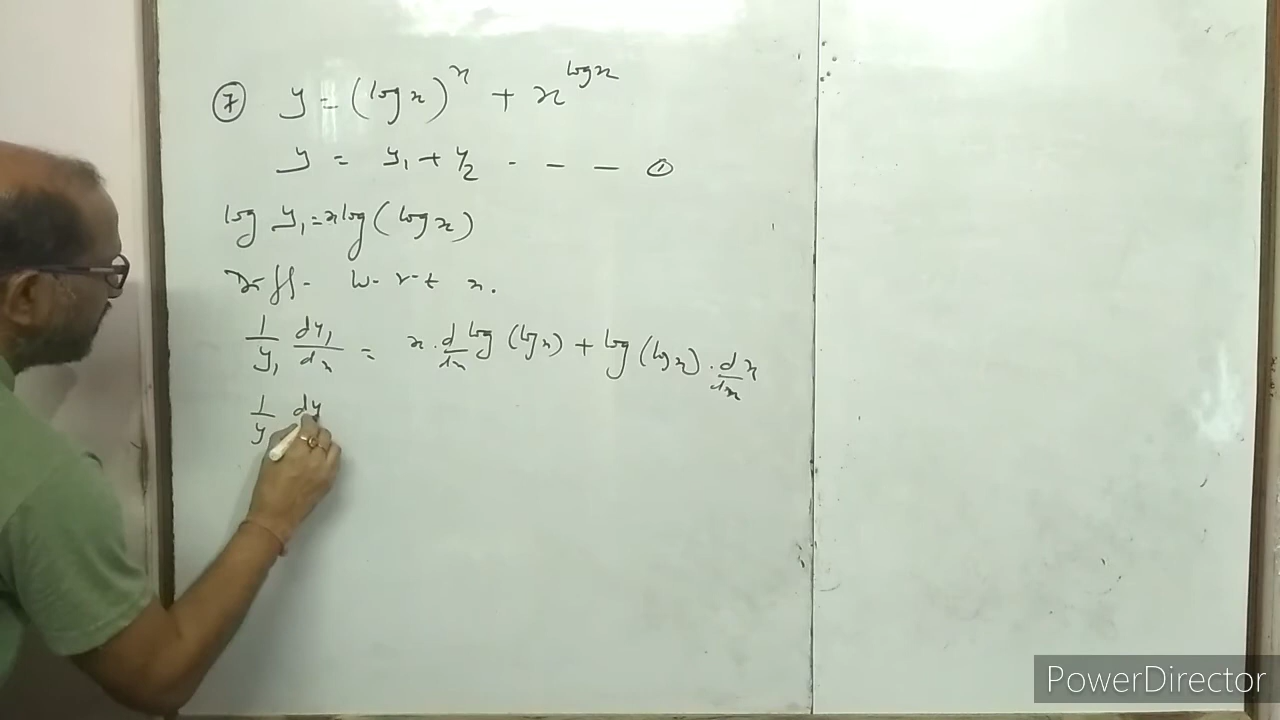 ⑦ y = (log x)^x + x^log x
y = y₁ + y₂ - - - ①
log y₁ = x log (log x)
Diff. w.r.t x.
1/y₁ dy₁/dx = x . d/dx log (log x) + log (log x) . d/dx x
1/y dy
PowerDirector